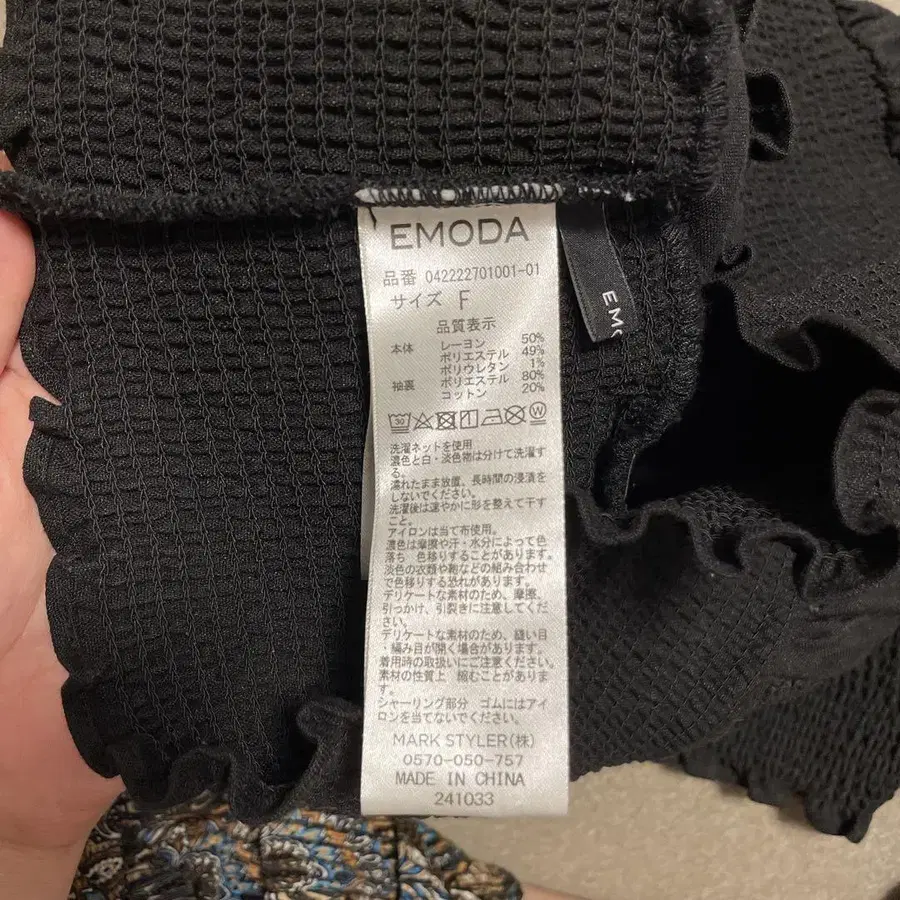 EMODA
品番 042222701001-01
サイズ F
品質表示
本体 レーヨン 50%
ポリエステル 49%
ポリウレタン 1%
袖裏 ポリエステル 80%
コットン 20%
30
W
洗濯ネットを使用
濃色と白・淡色物は分けて洗濯す
る。
濡れたまま放置、長時間の浸漬を
しないでください。
洗濯後は速やかに形を整えて干す
こと。
アイロンは当て布使用。
濃色は摩擦や汗・水分によって色
落ち 色移りすることがあります。
淡色の衣類や鞄などの組み合わせ
で色移りする恐れがあります。
デリケートな素材のため、摩擦、
引っかけ、引裂きに注意してくだ
さい。
デリケートな素材のため、縫い目
・編み目が開く場合があります。
着用時の取扱いにご注意ください。
素材の性質上 縮むことがありま
す。
シャーリング部分 ゴムにはアイ
ロンを当てないでください。
MARK STYLER(株)
0570-050-757
MADE IN CHINA
241033
EMO